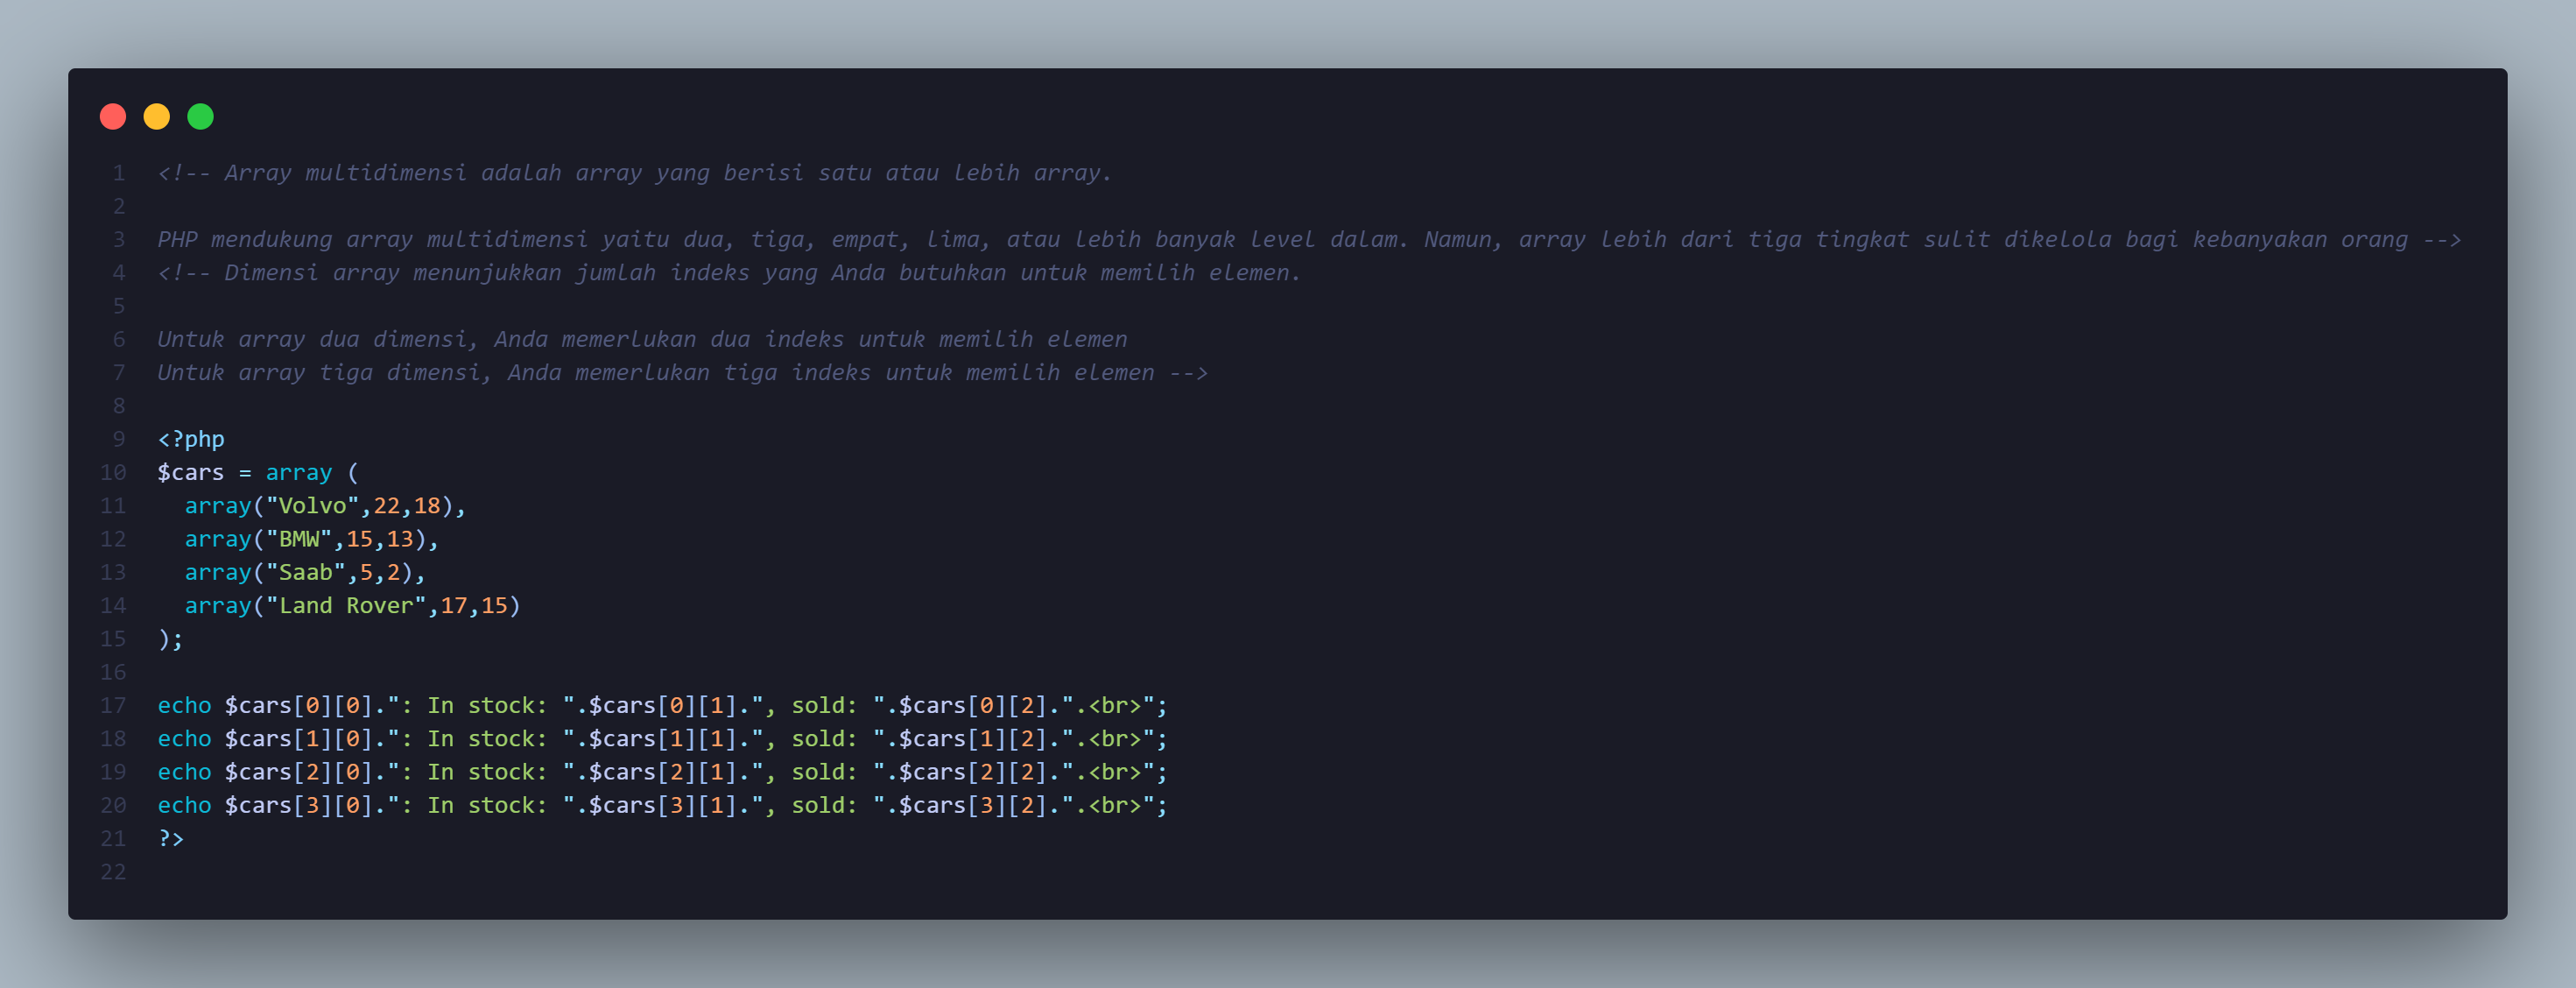 1 <!-- Array multidimensi adalah array yang berisi satu atau lebih array.
2
3 PHP mendukung array multidimensi yaitu dua, tiga, empat, lima, atau lebih banyak level dalam. Namun, array lebih dari tiga tingkat sulit dikelola bagi kebanyakan orang -->
4 <!-- Dimensi array menunjukkan jumlah indeks yang Anda butuhkan untuk memilih elemen.
5
6 Untuk array dua dimensi, Anda memerlukan dua indeks untuk memilih elemen
7 Untuk array tiga dimensi, Anda memerlukan tiga indeks untuk memilih elemen -->
8
9 <?php
10 $cars = array (
11   array("Volvo",22,18),
12   array("BMW",15,13),
13   array("Saab",5,2),
14   array("Land Rover",17,15)
15 );
16
17 echo $cars[0][0].": In stock: ".$cars[0][1].", sold: ".$cars[0][2].".<br>";
18 echo $cars[1][0].": In stock: ".$cars[1][1].", sold: ".$cars[1][2].".<br>";
19 echo $cars[2][0].": In stock: ".$cars[2][1].", sold: ".$cars[2][2].".<br>";
20 echo $cars[3][0].": In stock: ".$cars[3][1].", sold: ".$cars[3][2].".<br>";
21 ?>
22